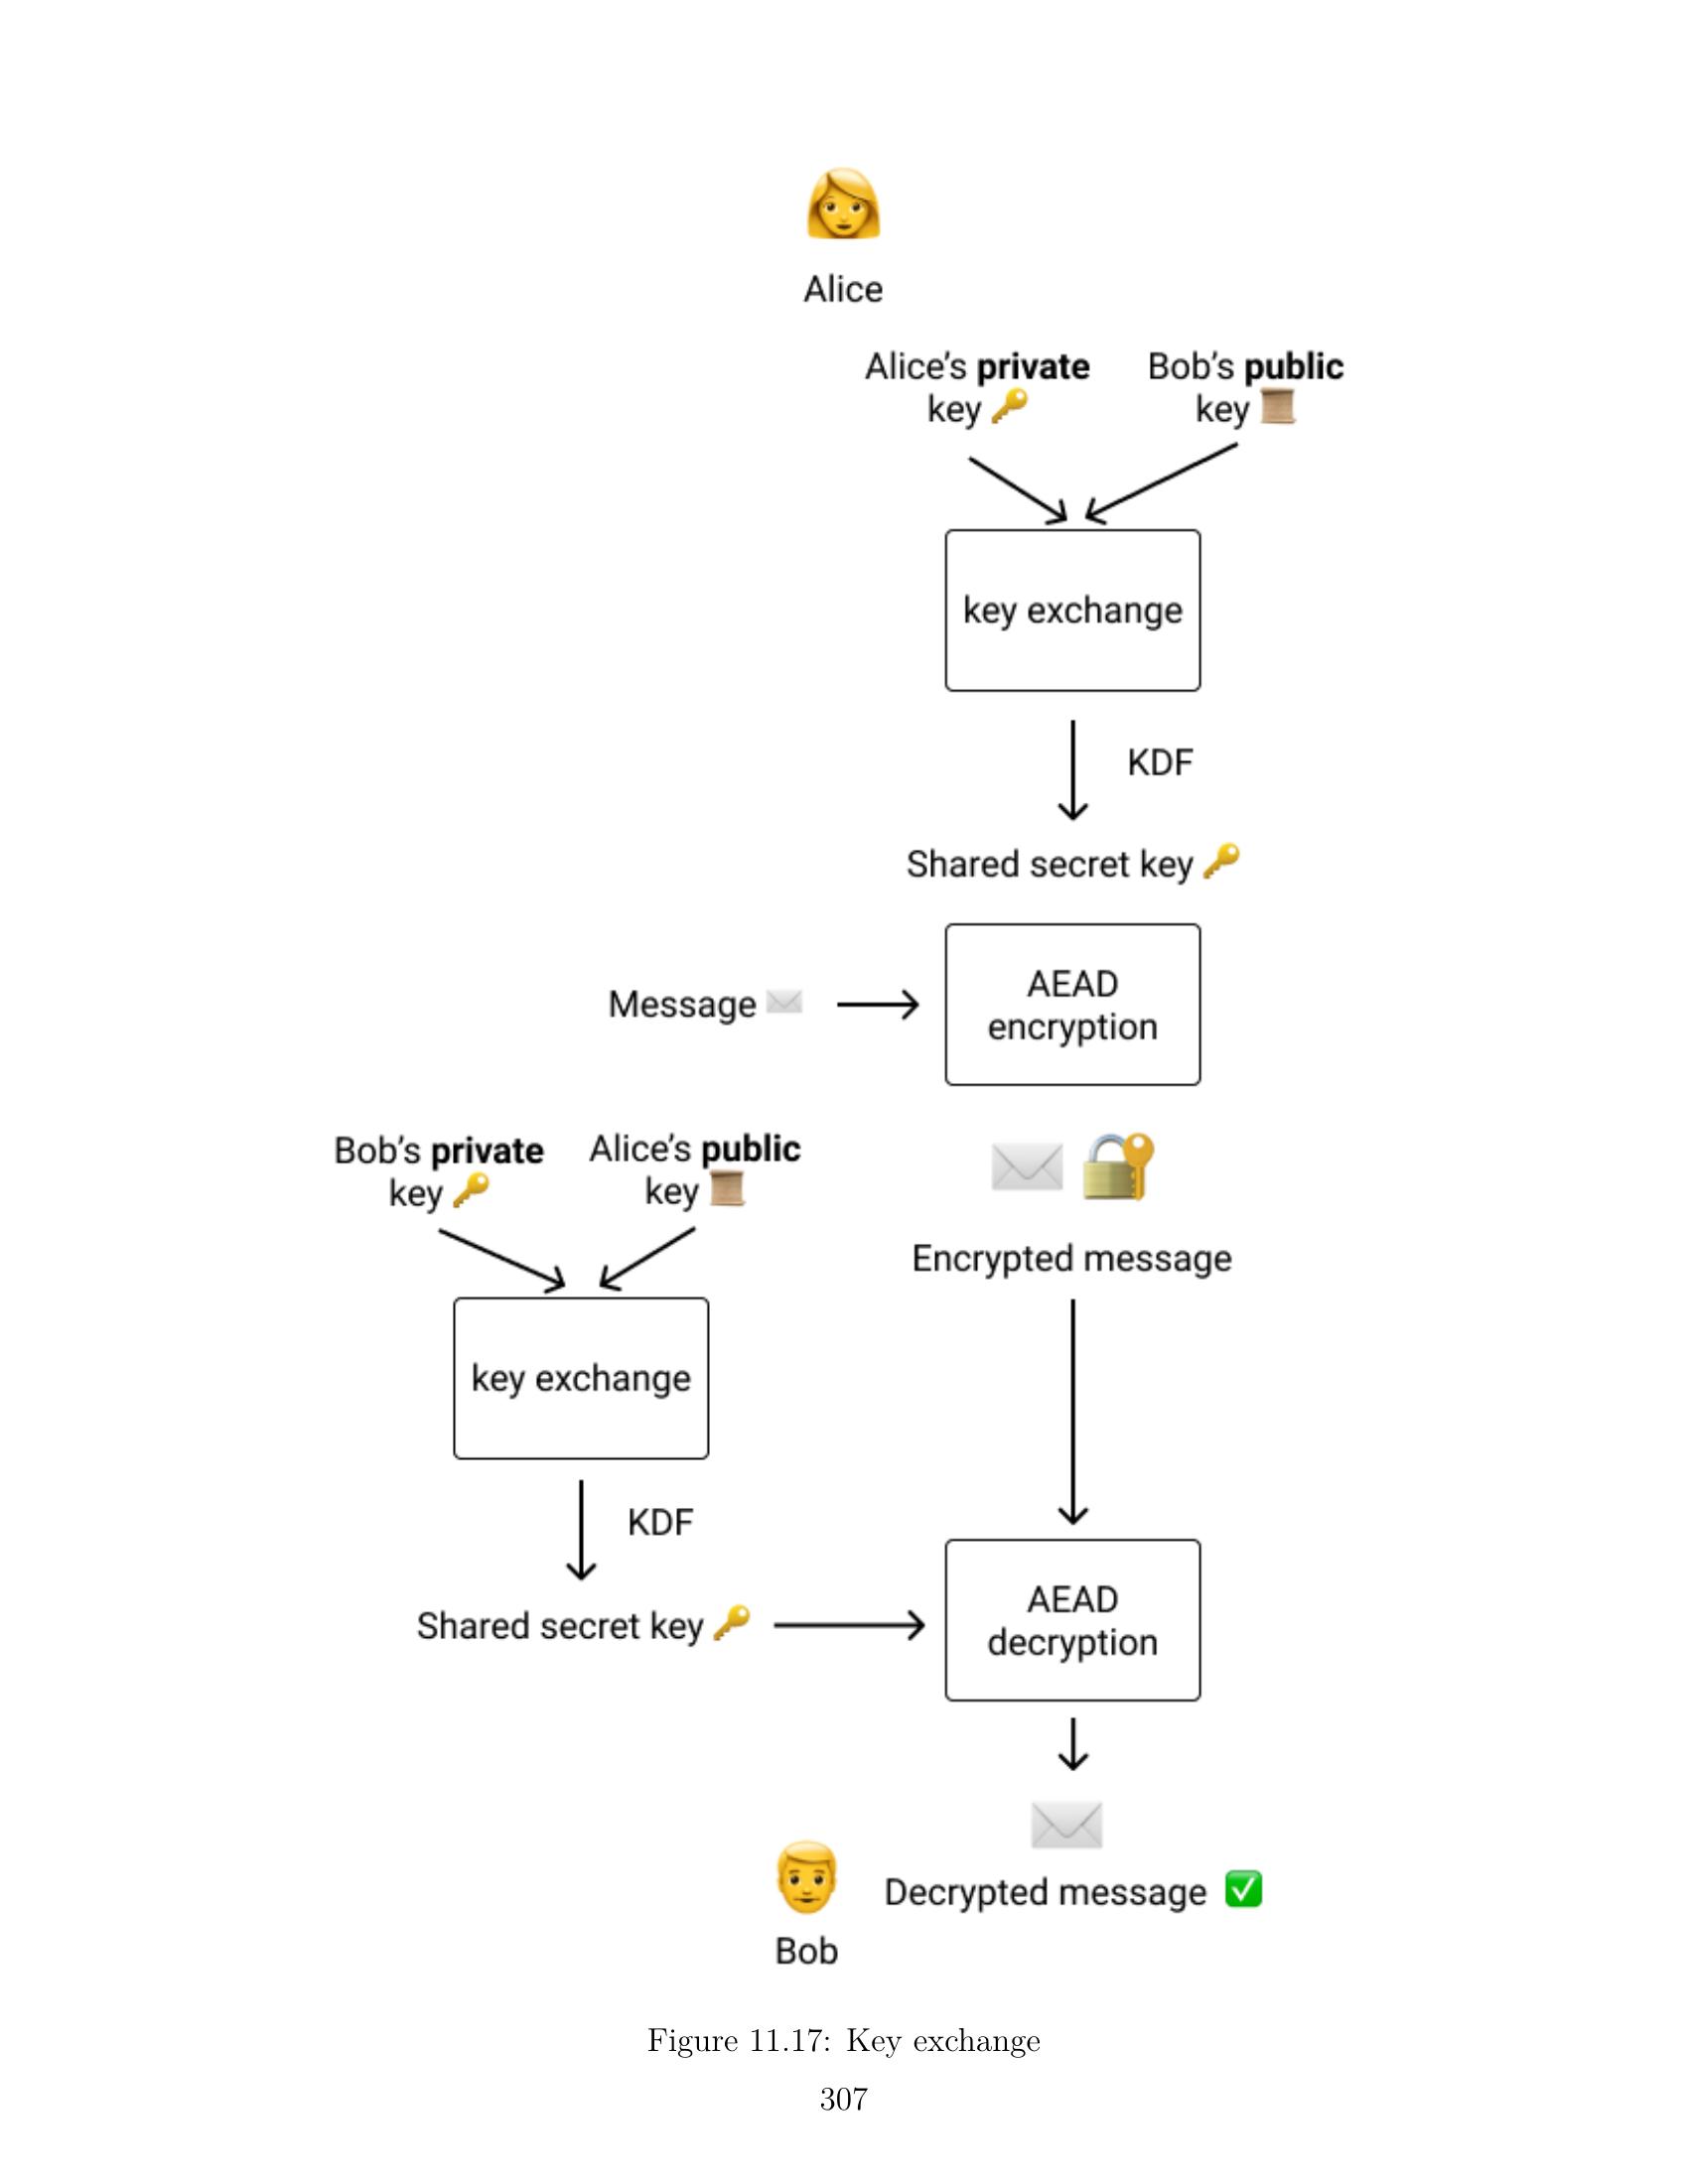 Alice
Alice's private
key
Bob's public
key
key exchange
KDF
Shared secret key
Message
AEAD
encryption
Bob's private
key
Alice's public
key
Encrypted message
key exchange
KDF
Shared secret key
AEAD
decryption
Decrypted message
Bob
Figure 11.17: Key exchange
307